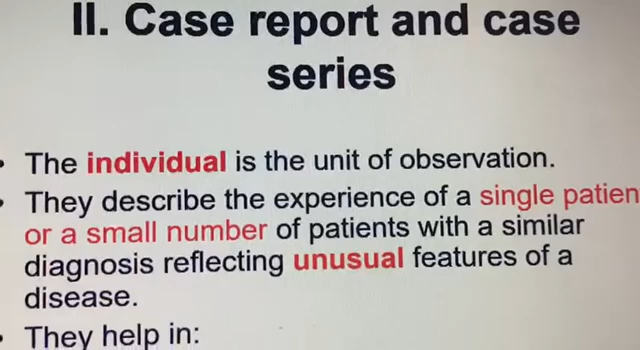 II. Case report and case
series
• The individual is the unit of observation.
• They describe the experience of a single patien
or a small number of patients with a similar
diagnosis reflecting unusual features of a
disease.
• They help in: